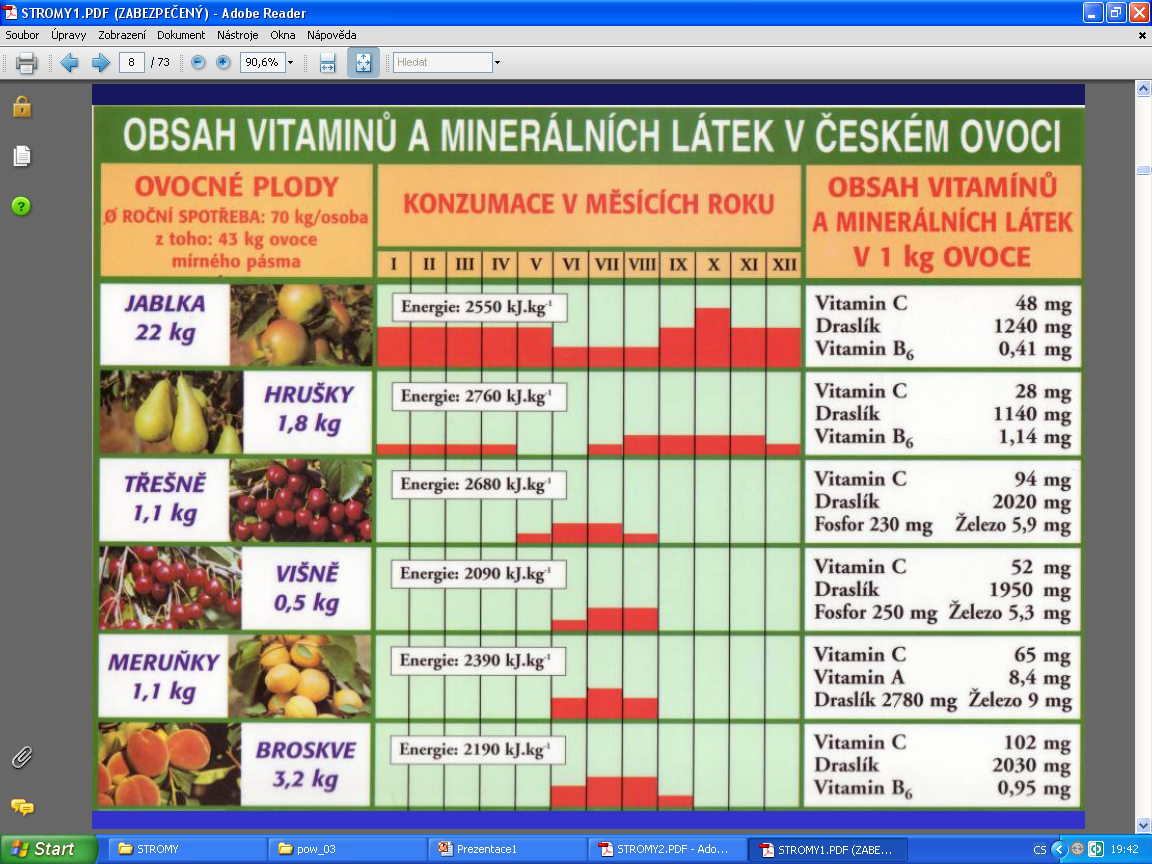 STROMY1.PDF (ZABEZPEČENÝ) - Adobe Reader
Soubor Úpravy Zobrazení Dokument Nástroje Okna Nápověda
8 / 73 90,6% Hledat
OBSAH VITAMINŮ A MINERÁLNÍCH LÁTEK V ČESKÉM OVOCI
OVOCNÉ PLODY
Ø ROČNÍ SPOTŘEBA: 70 kg/osoba
z toho: 43 kg ovoce
mírného pásma
KONZUMACE V MĚSÍCÍCH ROKU
I II III IV V VI VII VIII IX X XI XII
OBSAH VITAMÍNŮ
A MINERÁLNÍCH LÁTEK
V 1 kg OVOCE
JABLKA
22 kg
Energie: 2550 kJ.kg⁻¹
Vitamin C 48 mg
Draslík 1240 mg
Vitamin B₆ 0,41 mg
HRUŠKY
1,8 kg
Energie: 2760 kJ.kg⁻¹
Vitamin C 28 mg
Draslík 1140 mg
Vitamin B₆ 1,14 mg
TŘEŠNĚ
1,1 kg
Energie: 2680 kJ.kg⁻¹
Vitamin C 94 mg
Draslík 2020 mg
Fosfor 230 mg Železo 5,9 mg
VIŠNĚ
0,5 kg
Energie: 2090 kJ.kg⁻¹
Vitamin C 52 mg
Draslík 1950 mg
Fosfor 250 mg Železo 5,3 mg
MERUŇKY
1,1 kg
Energie: 2390 kJ.kg⁻¹
Vitamin C 65 mg
Vitamin A 8,4 mg
Draslík 2780 mg Železo 9 mg
BROSKVE
3,2 kg
Energie: 2190 kJ.kg⁻¹
Vitamin C 102 mg
Draslík 2030 mg
Vitamin B₆ 0,95 mg
Start STROMY pow_03 Prezentace1 STROMY2.PDF - Ado... STROMY1.PDF (ZABE... CS 19:42